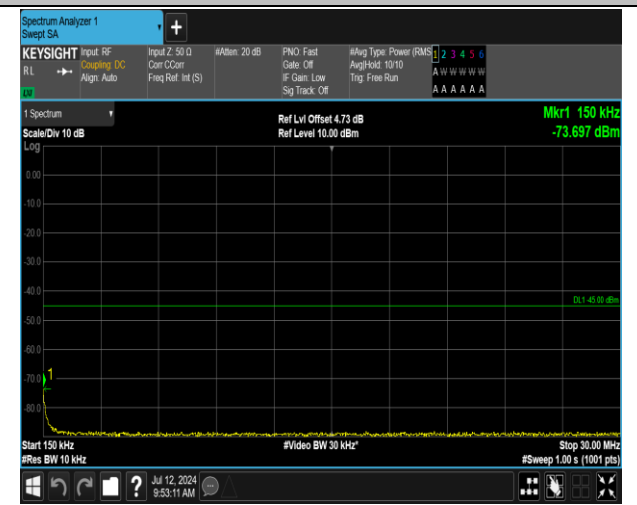 Spectrum Analyzer 1
Swept SA
+
KEYSIGHT
RL
Input: RF
Coupling: DC
Align: Auto
Input Z: 50 Ω
Corr CCorr
Freq Ref: Int (S)
#Atten: 20 dB
PNO: Fast
Gate: Off
IF Gain: Low
Sig Track: Off
#Avg Type: Power (RMS
Avg|Hold: 10/10
Trig: Free Run
1 2 3 4 5 6
A W W W W W
A A A A A A
1 Spectrum
Scale/Div 10 dB
Log
Ref Lvl Offset 4.73 dB
Ref Level 10.00 dBm
Mkr1 150 kHz
-73.697 dBm
0.00
-10.0
-20.0
-30.0
-40.0
DL1 -45.00 dBm
-50.0
-60.0
1
-70.0
-80.0
Start 150 kHz
#Res BW 10 kHz
#Video BW 30 kHz*
Stop 30.00 MHz
#Sweep 1.00 s (1001 pts)
?
Jul 12, 2024
9:53:11 AM